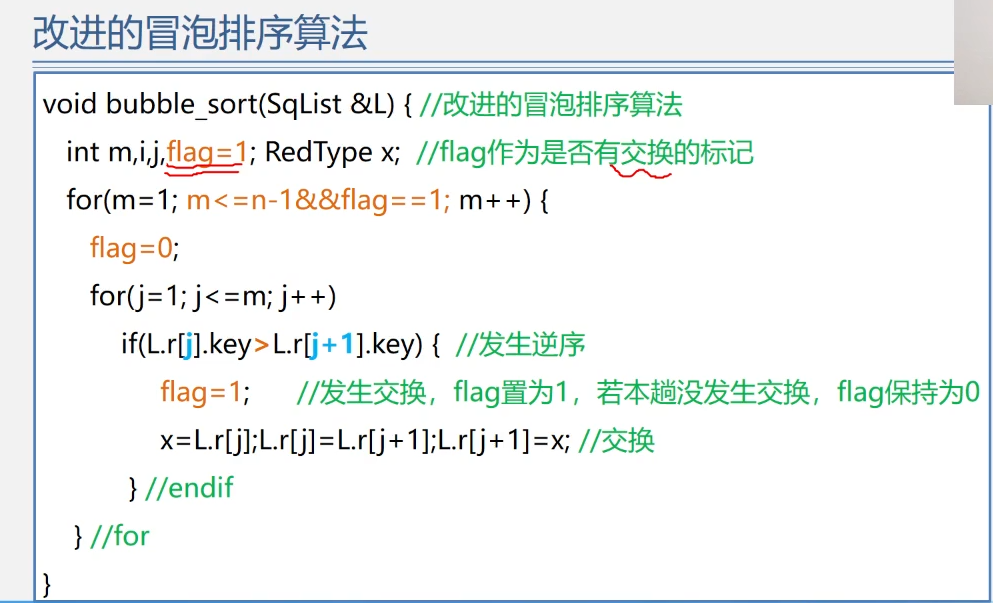 改进的冒泡排序算法
void bubble_sort(SqList &L) { //改进的冒泡排序算法
int m,i,j,flag=1; RedType x; //flag作为是否有交换的标记
for(m=1; m<=n-1&&flag==1; m++) {
flag=0;
for(j=1; j<=m; j++)
if(L.r[j].key>L.r[j+1].key) { //发生逆序
flag=1; //发生交换，flag置为1，若本趟没发生交换，flag保持为0
x=L.r[j];L.r[j]=L.r[j+1];L.r[j+1]=x; //交换
} //endif
} //for
}